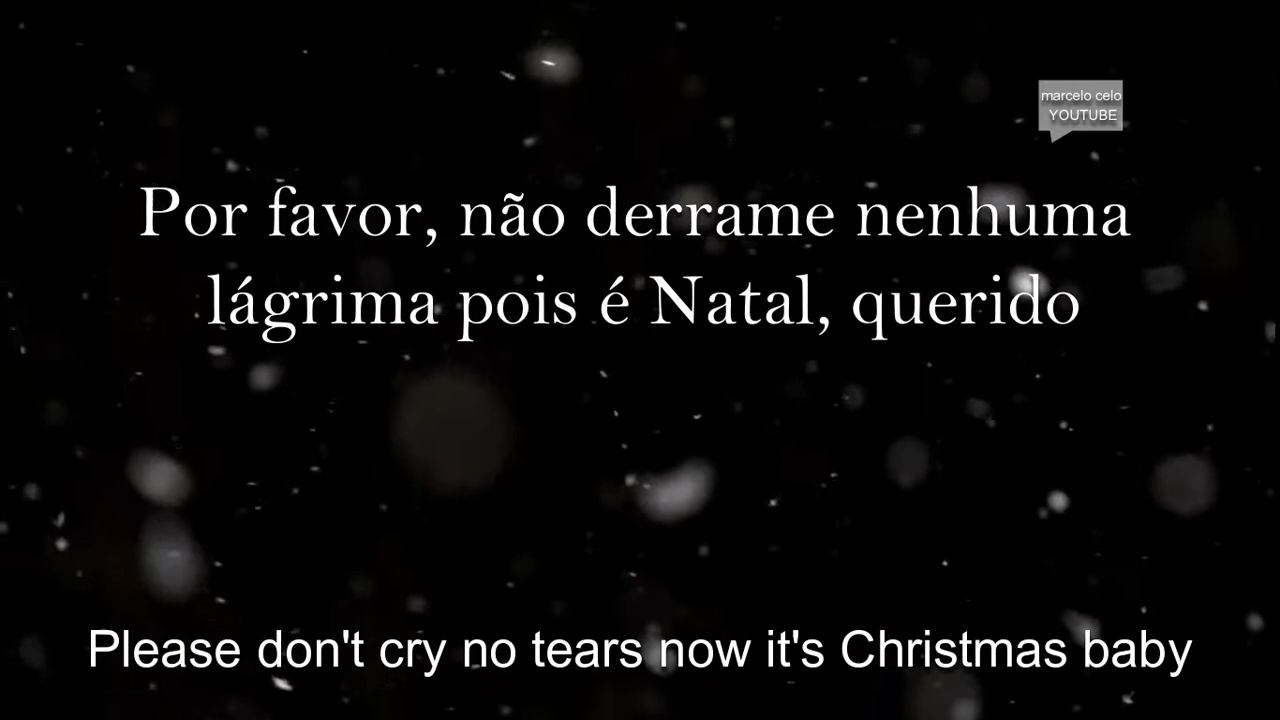 marcelo celo
YOUTUBE
Por favor, não derrame nenhuma
lágrima pois é Natal, querido
Please don't cry no tears now it's Christmas baby